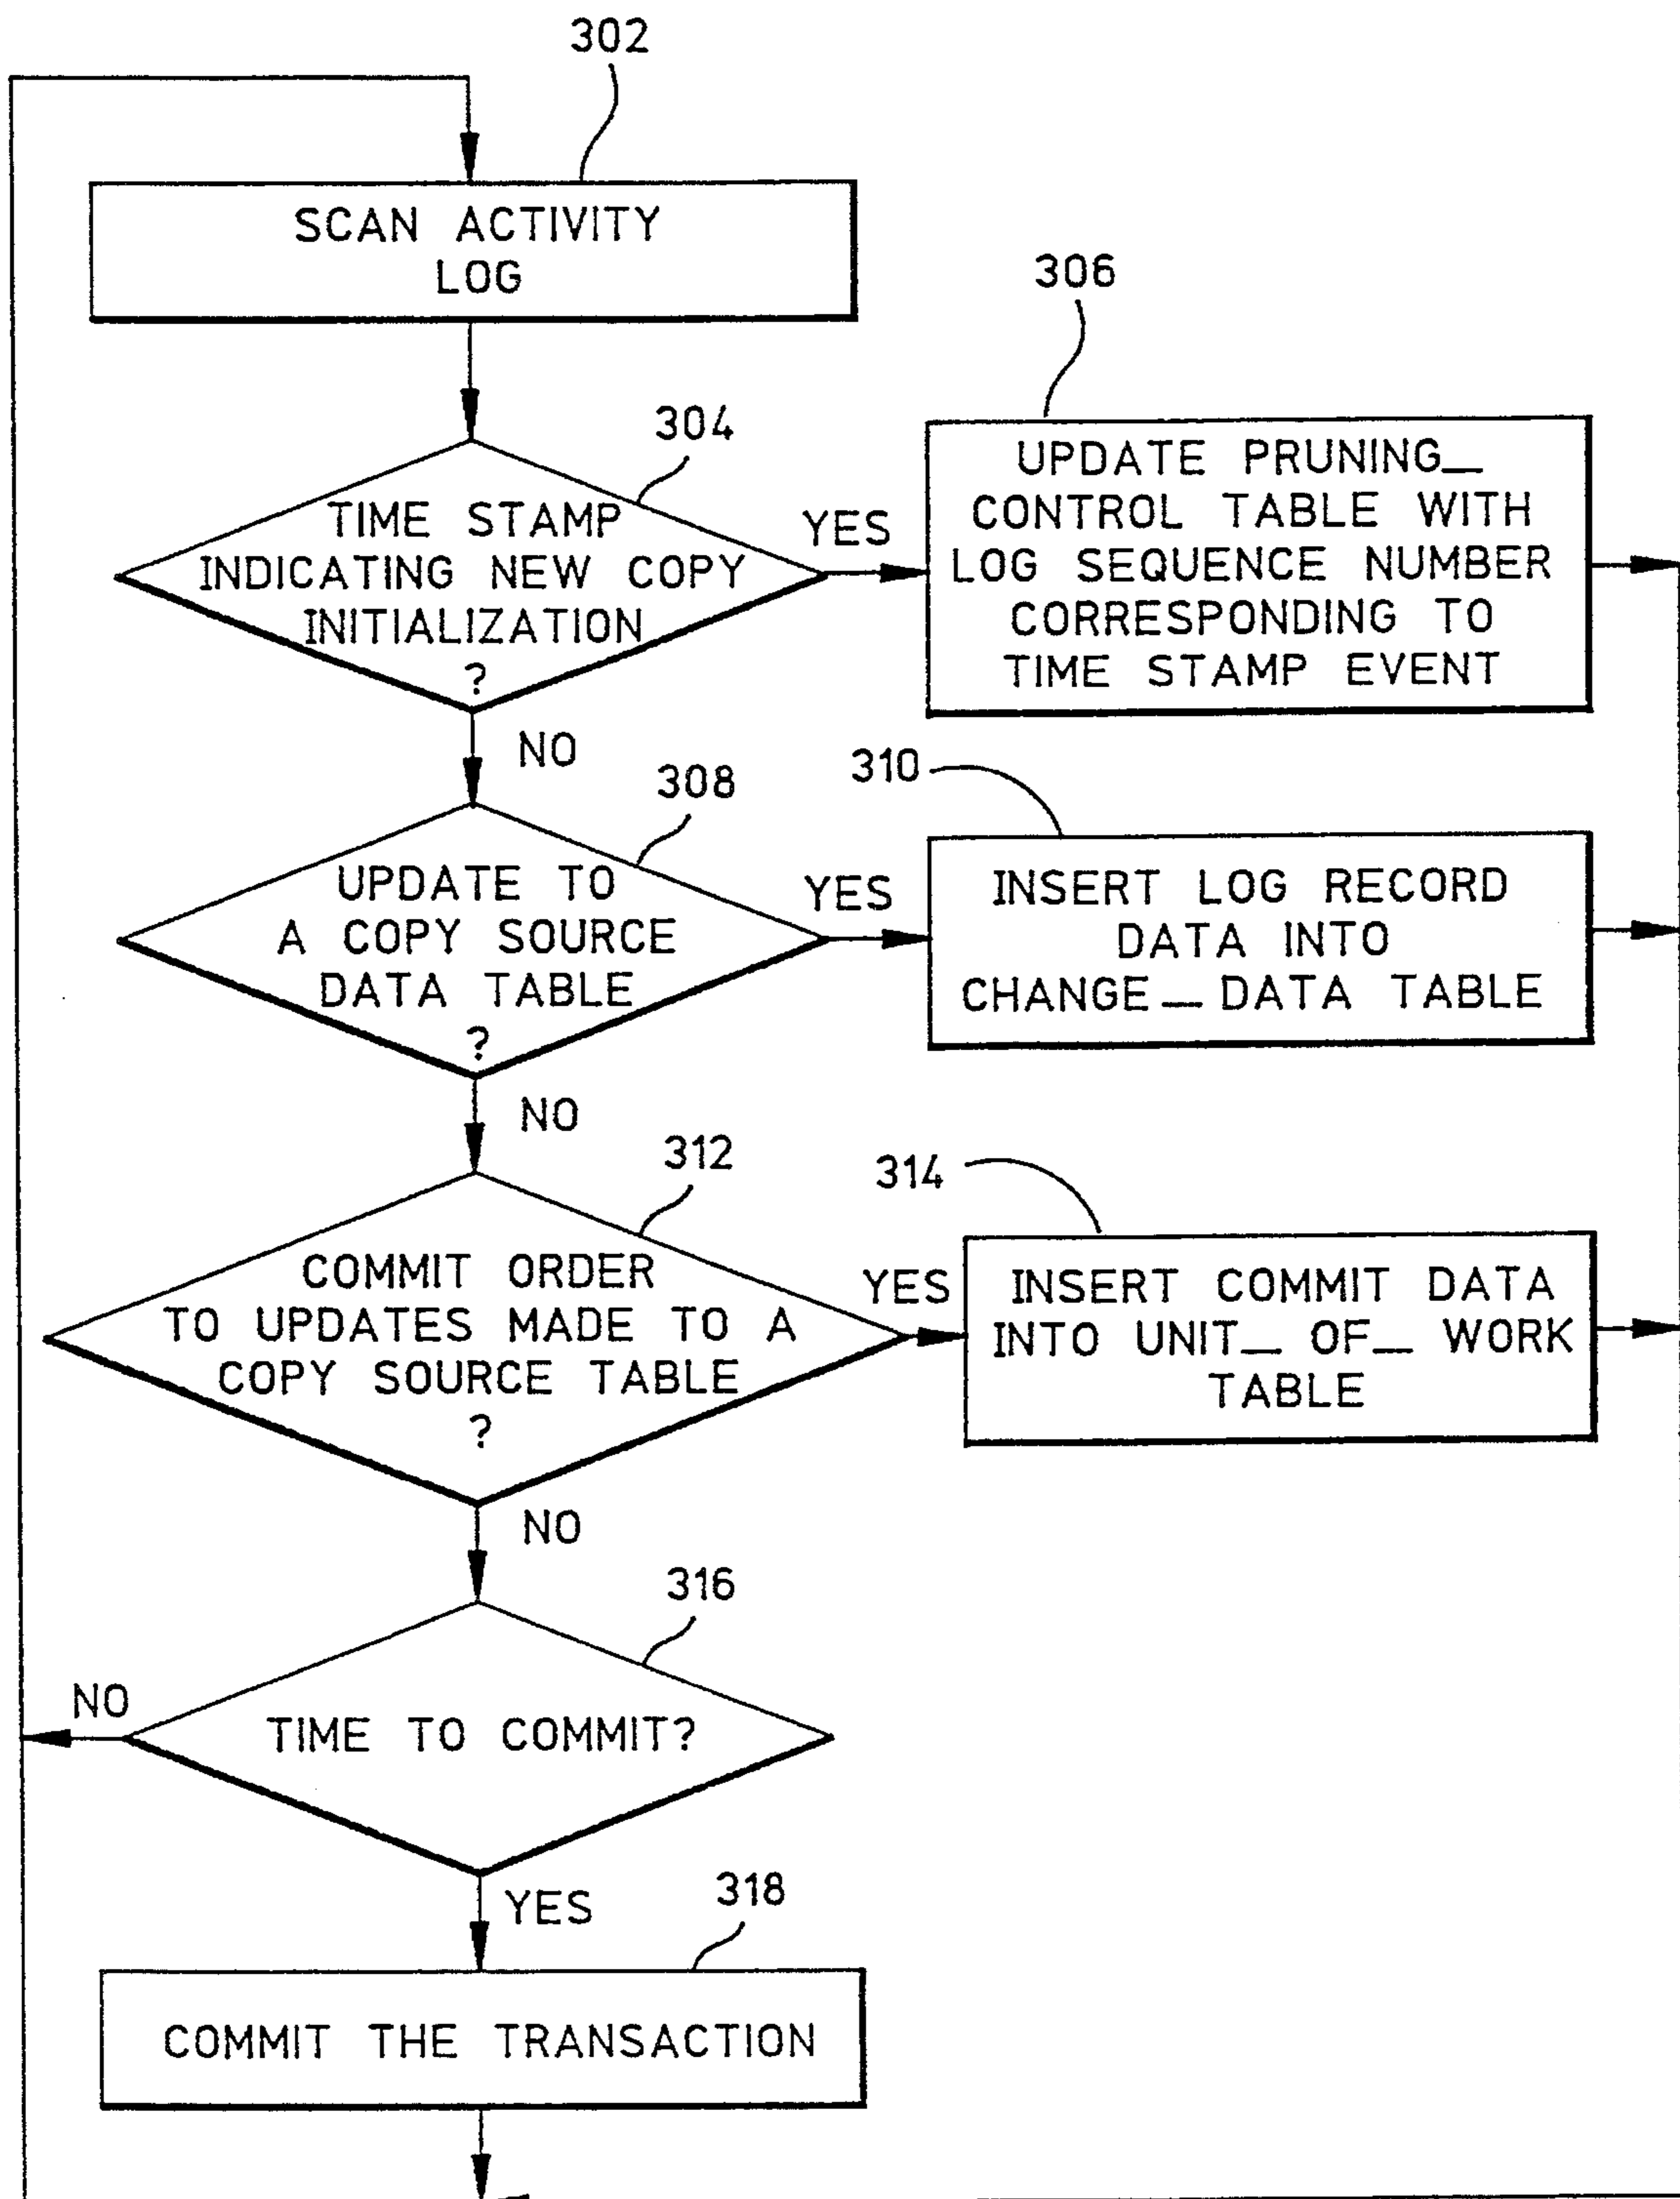 302
SCAN ACTIVITY
LOG
306
304
TIME STAMP
INDICATING NEW COPY
INITIALIZATION
?
YES
UPDATE PRUNING_
CONTROL TABLE WITH
LOG SEQUENCE NUMBER
CORRESPONDING TO
TIME STAMP EVENT
NO
308
310
UPDATE TO
A COPY SOURCE
DATA TABLE
?
YES
INSERT LOG RECORD
DATA INTO
CHANGE_DATA TABLE
NO
312
314
COMMIT ORDER
TO UPDATES MADE TO A
COPY SOURCE TABLE
?
YES
INSERT COMMIT DATA
INTO UNIT_ OF_ WORK
TABLE
NO
316
NO
TIME TO COMMIT?
YES
318
COMMIT THE TRANSACTION